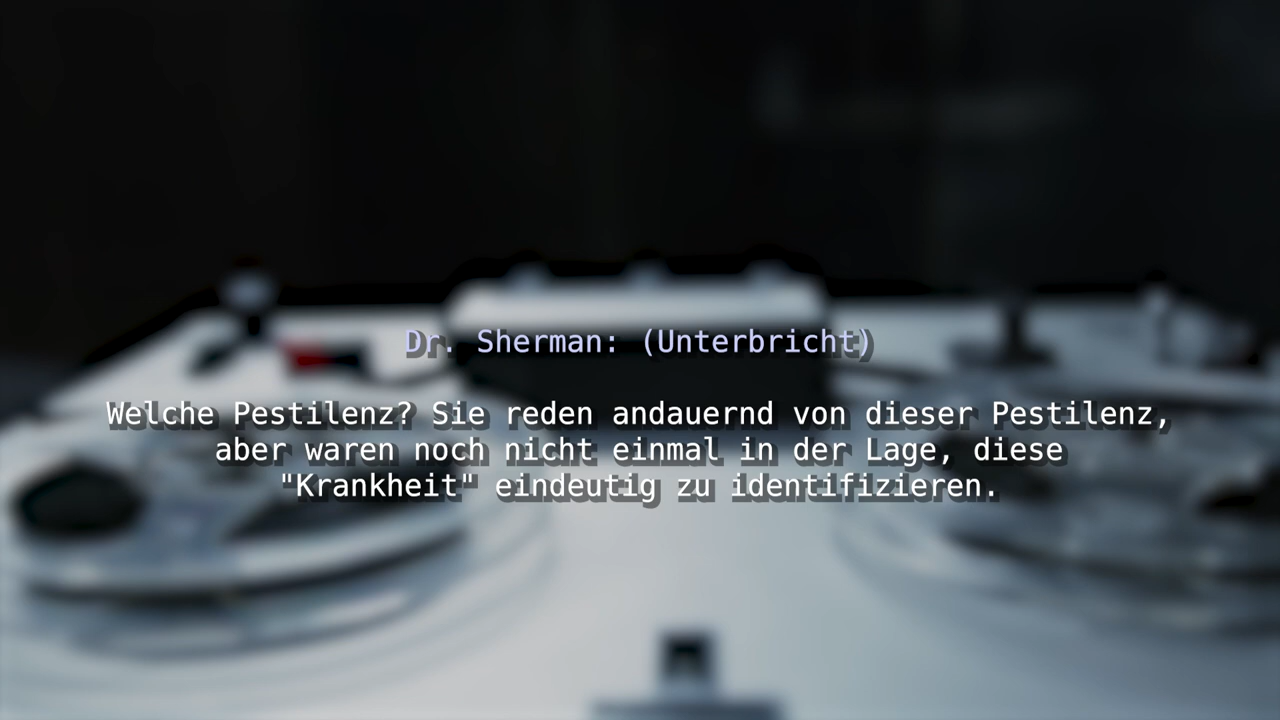 Dr. Sherman: (Unterbricht)
Welche Pestilenz? Sie reden andauernd von dieser Pestilenz,
aber waren noch nicht einmal in der Lage, diese
"Krankheit" eindeutig zu identifizieren.